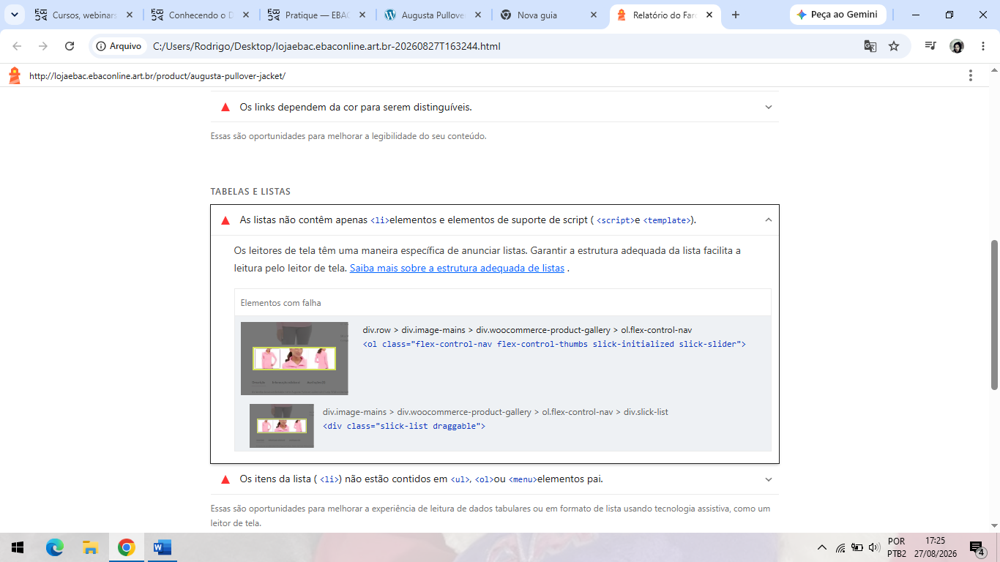 Cursos, webinars
Conhecendo o D
Pratique — EBAC
Augusta Pullover
Nova guia
Relatório do Faro
Peça ao Gemini
Arquivo
C:/Users/Rodrigo/Desktop/lojaebac.ebaconline.art.br-20260827T163244.html
http://lojaebac.ebaconline.art.br/product/augusta-pullover-jacket/
Os links dependem da cor para serem distinguíveis.
Essas são oportunidades para melhorar a legibilidade do seu conteúdo.
TABELAS E LISTAS
As listas não contêm apenas <li>elementos e elementos de suporte de script ( <script>e <template>).
Os leitores de tela têm uma maneira específica de anunciar listas. Garantir a estrutura adequada da lista facilita a
leitura pelo leitor de tela. Saiba mais sobre a estrutura adequada de listas .
Elementos com falha
div.row > div.image-mains > div.woocommerce-product-gallery > ol.flex-control-nav
<ol class="flex-control-nav flex-control-thumbs slick-initialized slick-slider">
div.image-mains > div.woocommerce-product-gallery > ol.flex-control-nav > div.slick-list
<div class="slick-list draggable">
Os itens da lista ( <li>) não estão contidos em <ul>, <ol>ou <menu>elementos pai.
Essas são oportunidades para melhorar a experiência de leitura de dados tabulares ou em formato de lista usando tecnologia assistiva, como um
leitor de tela.
POR
PTB2
17:25
27/08/2026
4